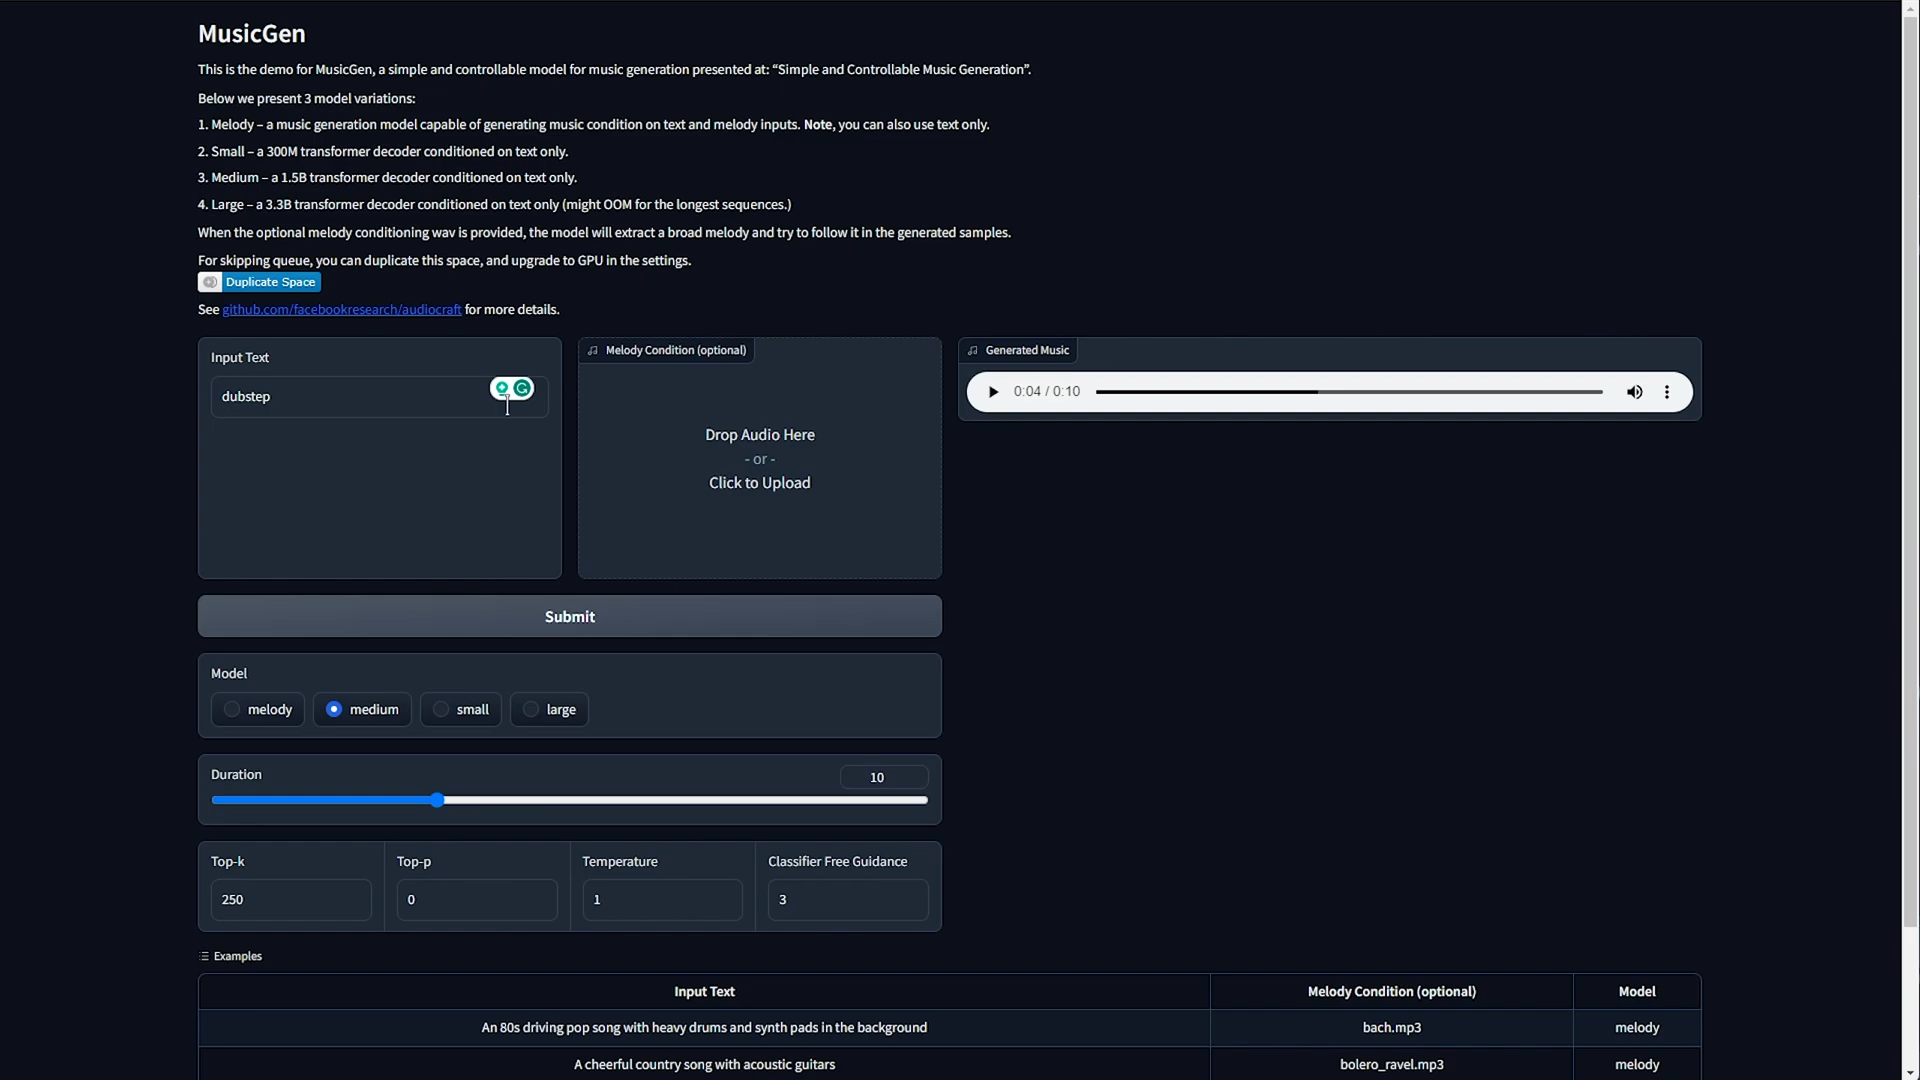 MusicGen
This is the demo for MusicGen, a simple and controllable model for music generation presented at: “Simple and Controllable Music Generation”.
Below we present 3 model variations:
1. Melody – a music generation model capable of generating music condition on text and melody inputs. Note, you can also use text only.
2. Small – a 300M transformer decoder conditioned on text only.
3. Medium – a 1.5B transformer decoder conditioned on text only.
4. Large – a 3.3B transformer decoder conditioned on text only (might OOM for the longest sequences.)
When the optional melody conditioning wav is provided, the model will extract a broad melody and try to follow it in the generated samples.
For skipping queue, you can duplicate this space, and upgrade to GPU in the settings.
Duplicate Space
See github.com/facebookresearch/audiocraft for more details.
Input Text
dubstep
Melody Condition (optional)
Drop Audio Here
- or -
Click to Upload
Generated Music
0:04 / 0:10
Submit
Model
melody medium small large
Duration
10
Top-k Top-p Temperature Classifier Free Guidance
250 0 1 3
Examples
Input Text Melody Condition (optional) Model
An 80s driving pop song with heavy drums and synth pads in the background bach.mp3 melody
A cheerful country song with acoustic guitars bolero_ravel.mp3 melody